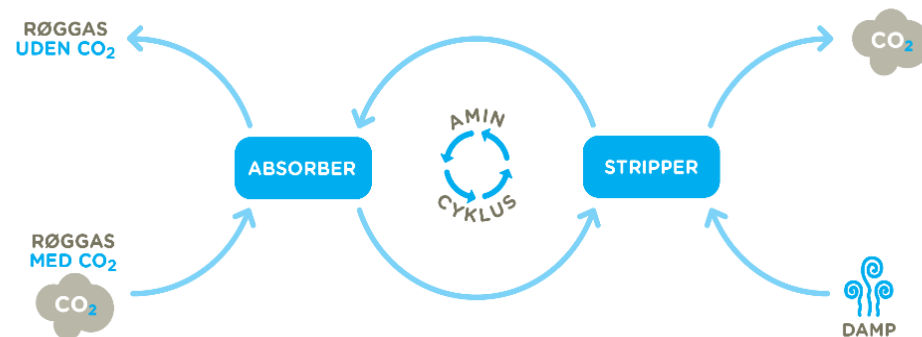 RØGGAS
UDEN CO₂
CO₂
AMIN
CYKLUS
ABSORBER
STRIPPER
RØGGAS
MED CO₂
CO₂
DAMP